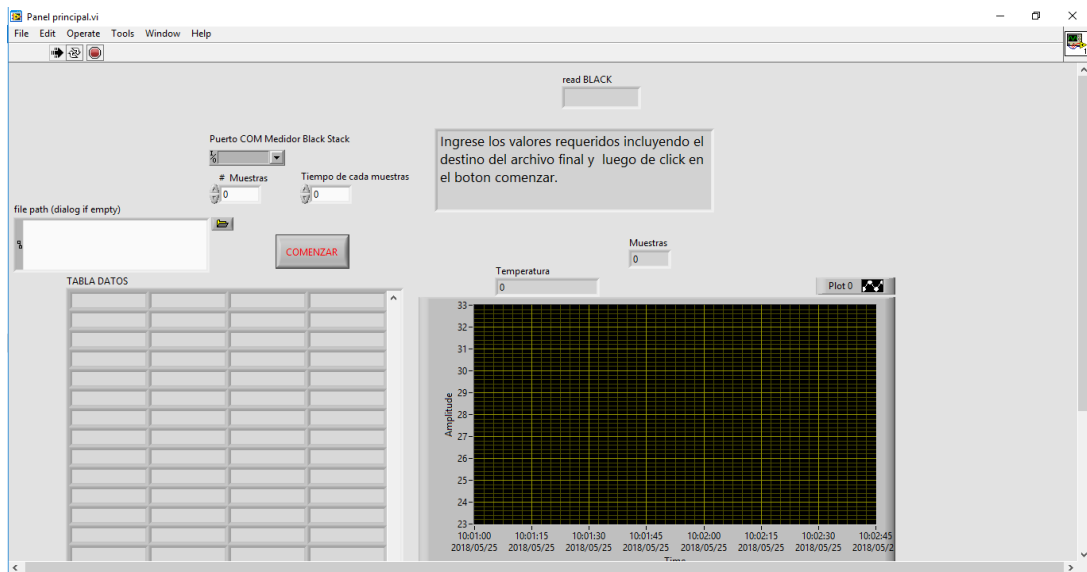 Panel principal.vi
File Edit Operate Tools Window Help
1
read BLACK
Puerto COM Medidor Black Stack
# Muestras
0
Tiempo de cada muestras
0
Ingrese los valores requeridos incluyendo el
destino del archivo final y luego de click en
el boton comenzar.
file path (dialog if empty)
COMENZAR
Muestras
0
Temperatura
0
Plot 0
TABLA DATOS
Amplitude
33
32
31
30
29
28
27
26
25
24
23
10:01:00 10:01:15 10:01:30 10:01:45 10:02:00 10:02:15 10:02:30 10:02:45
2018/05/25 2018/05/25 2018/05/25 2018/05/25 2018/05/25 2018/05/25 2018/05/25 2018/05/2
Time